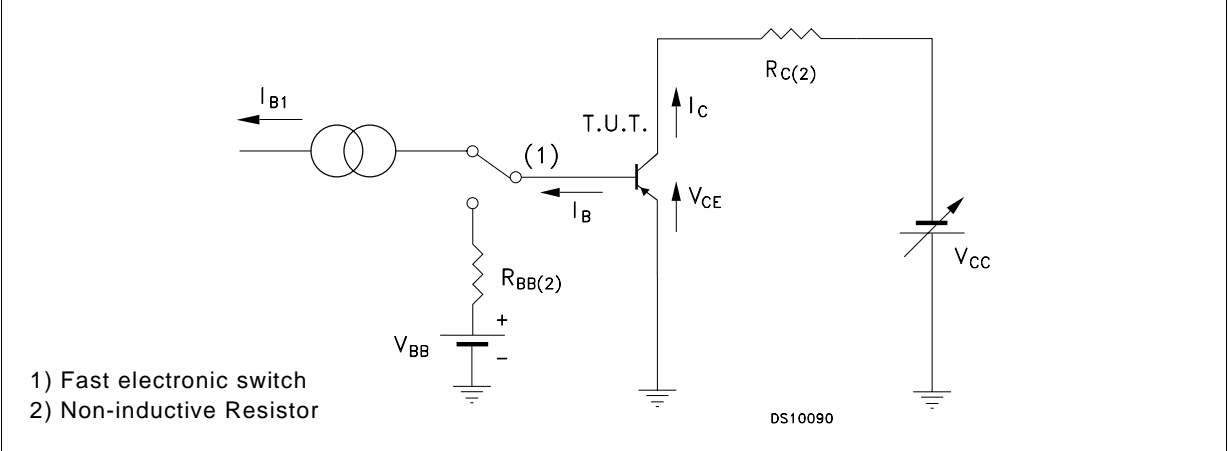 R_C(2)
I_B1
I_C
T.U.T.
(1)
V_CE
I_B
V_CC
R_BB(2)
+
V_BB
–
1) Fast electronic switch
2) Non-inductive Resistor
DS10090